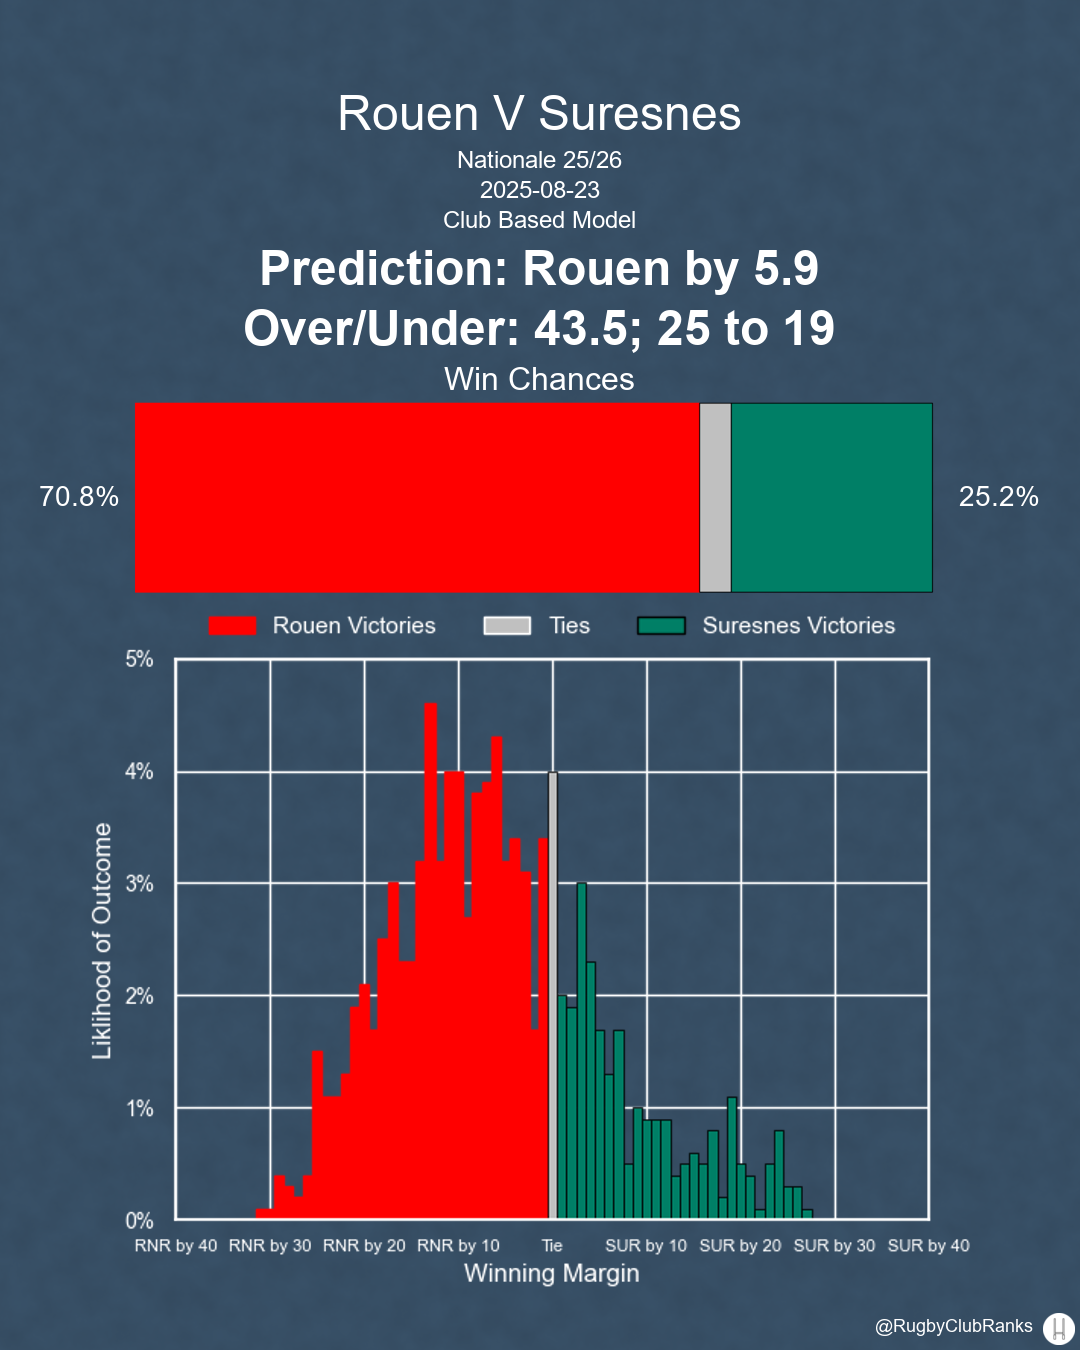 Rouen V Suresnes
Nationale 25/26
2025-08-23
Club Based Model
Prediction: Rouen by 5.9
Over/Under: 43.5; 25 to 19
Win Chances
70.8%
25.2%
Rouen Victories
Ties
Suresnes Victories
5%
4%
3%
2%
1%
0%
Liklihood of Outcome
RNR by 40
RNR by 30
RNR by 20
RNR by 10
Tie
SUR by 10
SUR by 20
SUR by 30
SUR by 40
Winning Margin
@RugbyClubRanks